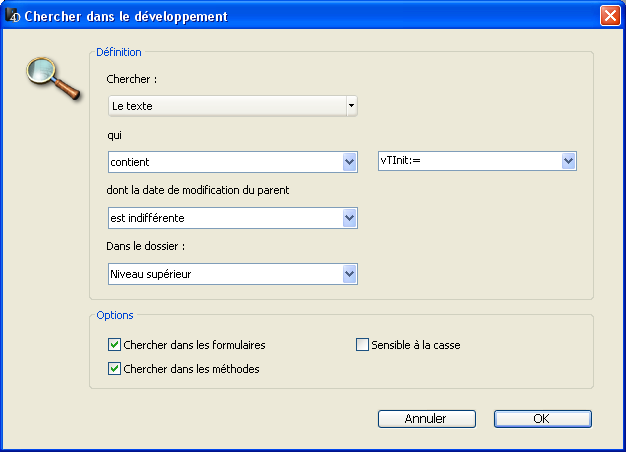 Chercher dans le développement
Définition
Chercher :
Le texte
qui
contient
vTInit:=
dont la date de modification du parent
est indifférente
Dans le dossier :
Niveau supérieur
Options
Chercher dans les formulaires
Sensible à la casse
Chercher dans les méthodes
Annuler
OK